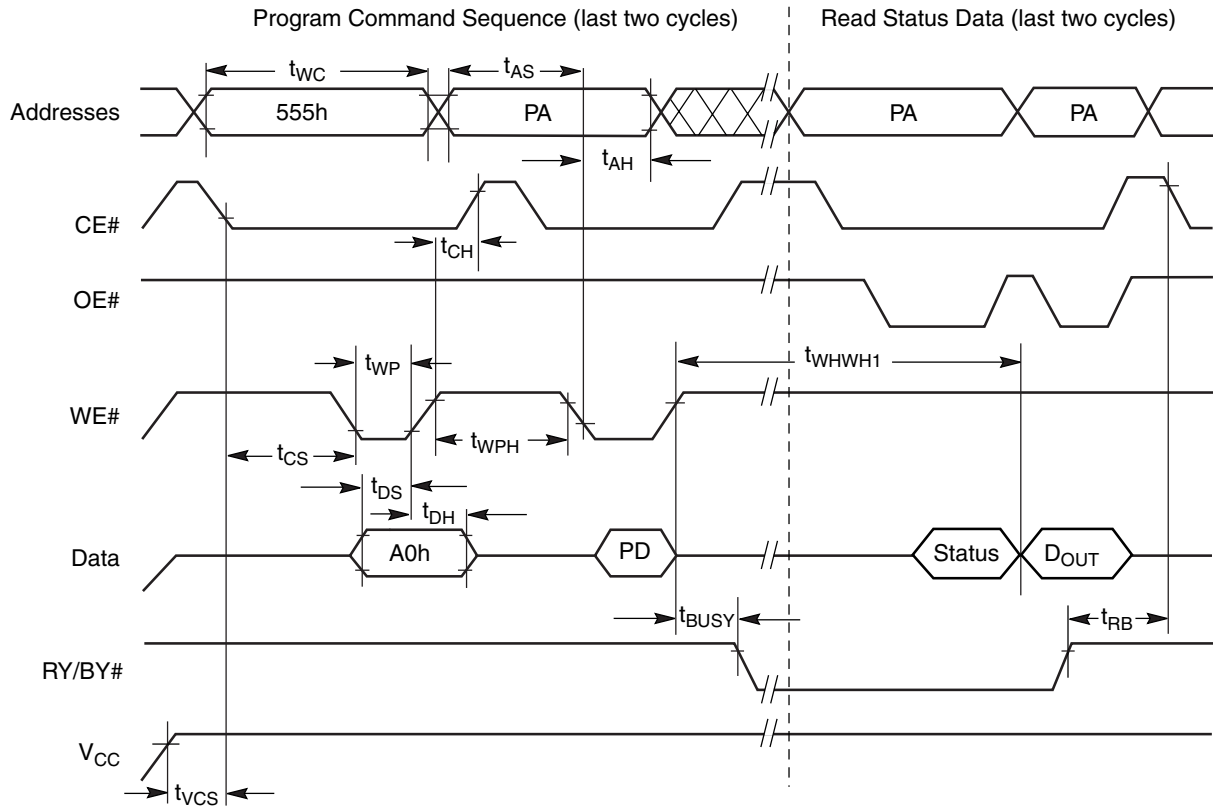 Program Command Sequence (last two cycles)
Read Status Data (last two cycles)
tWC
tAS
Addresses
555h
PA
PA
PA
tAH
CE#
tCH
OE#
tWP
tWHWH1
WE#
tCS
tWPH
tDS
tDH
Data
A0h
PD
Status
DOUT
tBUSY
tRB
RY/BY#
VCC
tVCS